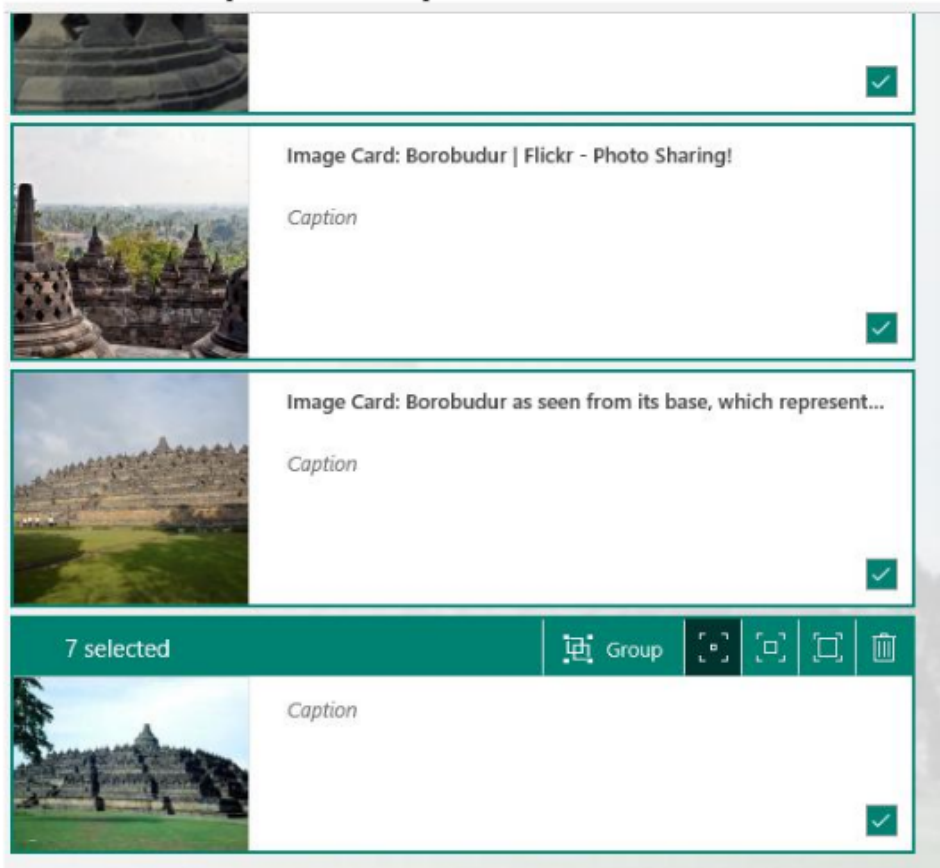 Image Card: Borobudur | Flickr - Photo Sharing!
Caption
Image Card: Borobudur as seen from its base, which represent...
Caption
7 selected
Group
Caption